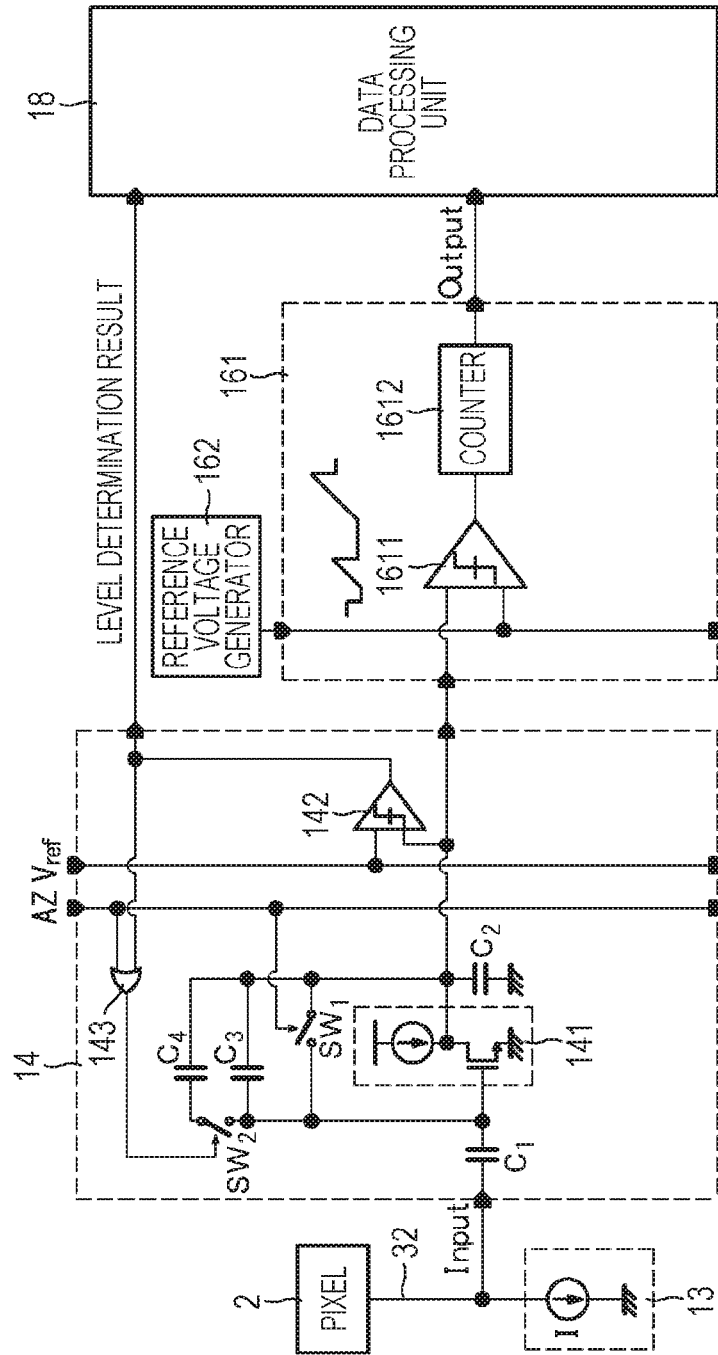 2
PIXEL
32
Input
I
13
14
143
SW₂
C₄
C₃
SW₁
C₁
C₂
141
AZ
Vref
142
LEVEL DETERMINATION RESULT
REFERENCE
VOLTAGE
GENERATOR
162
161
1611
1612
COUNTER
Output
18
DATA
PROCESSING
UNIT